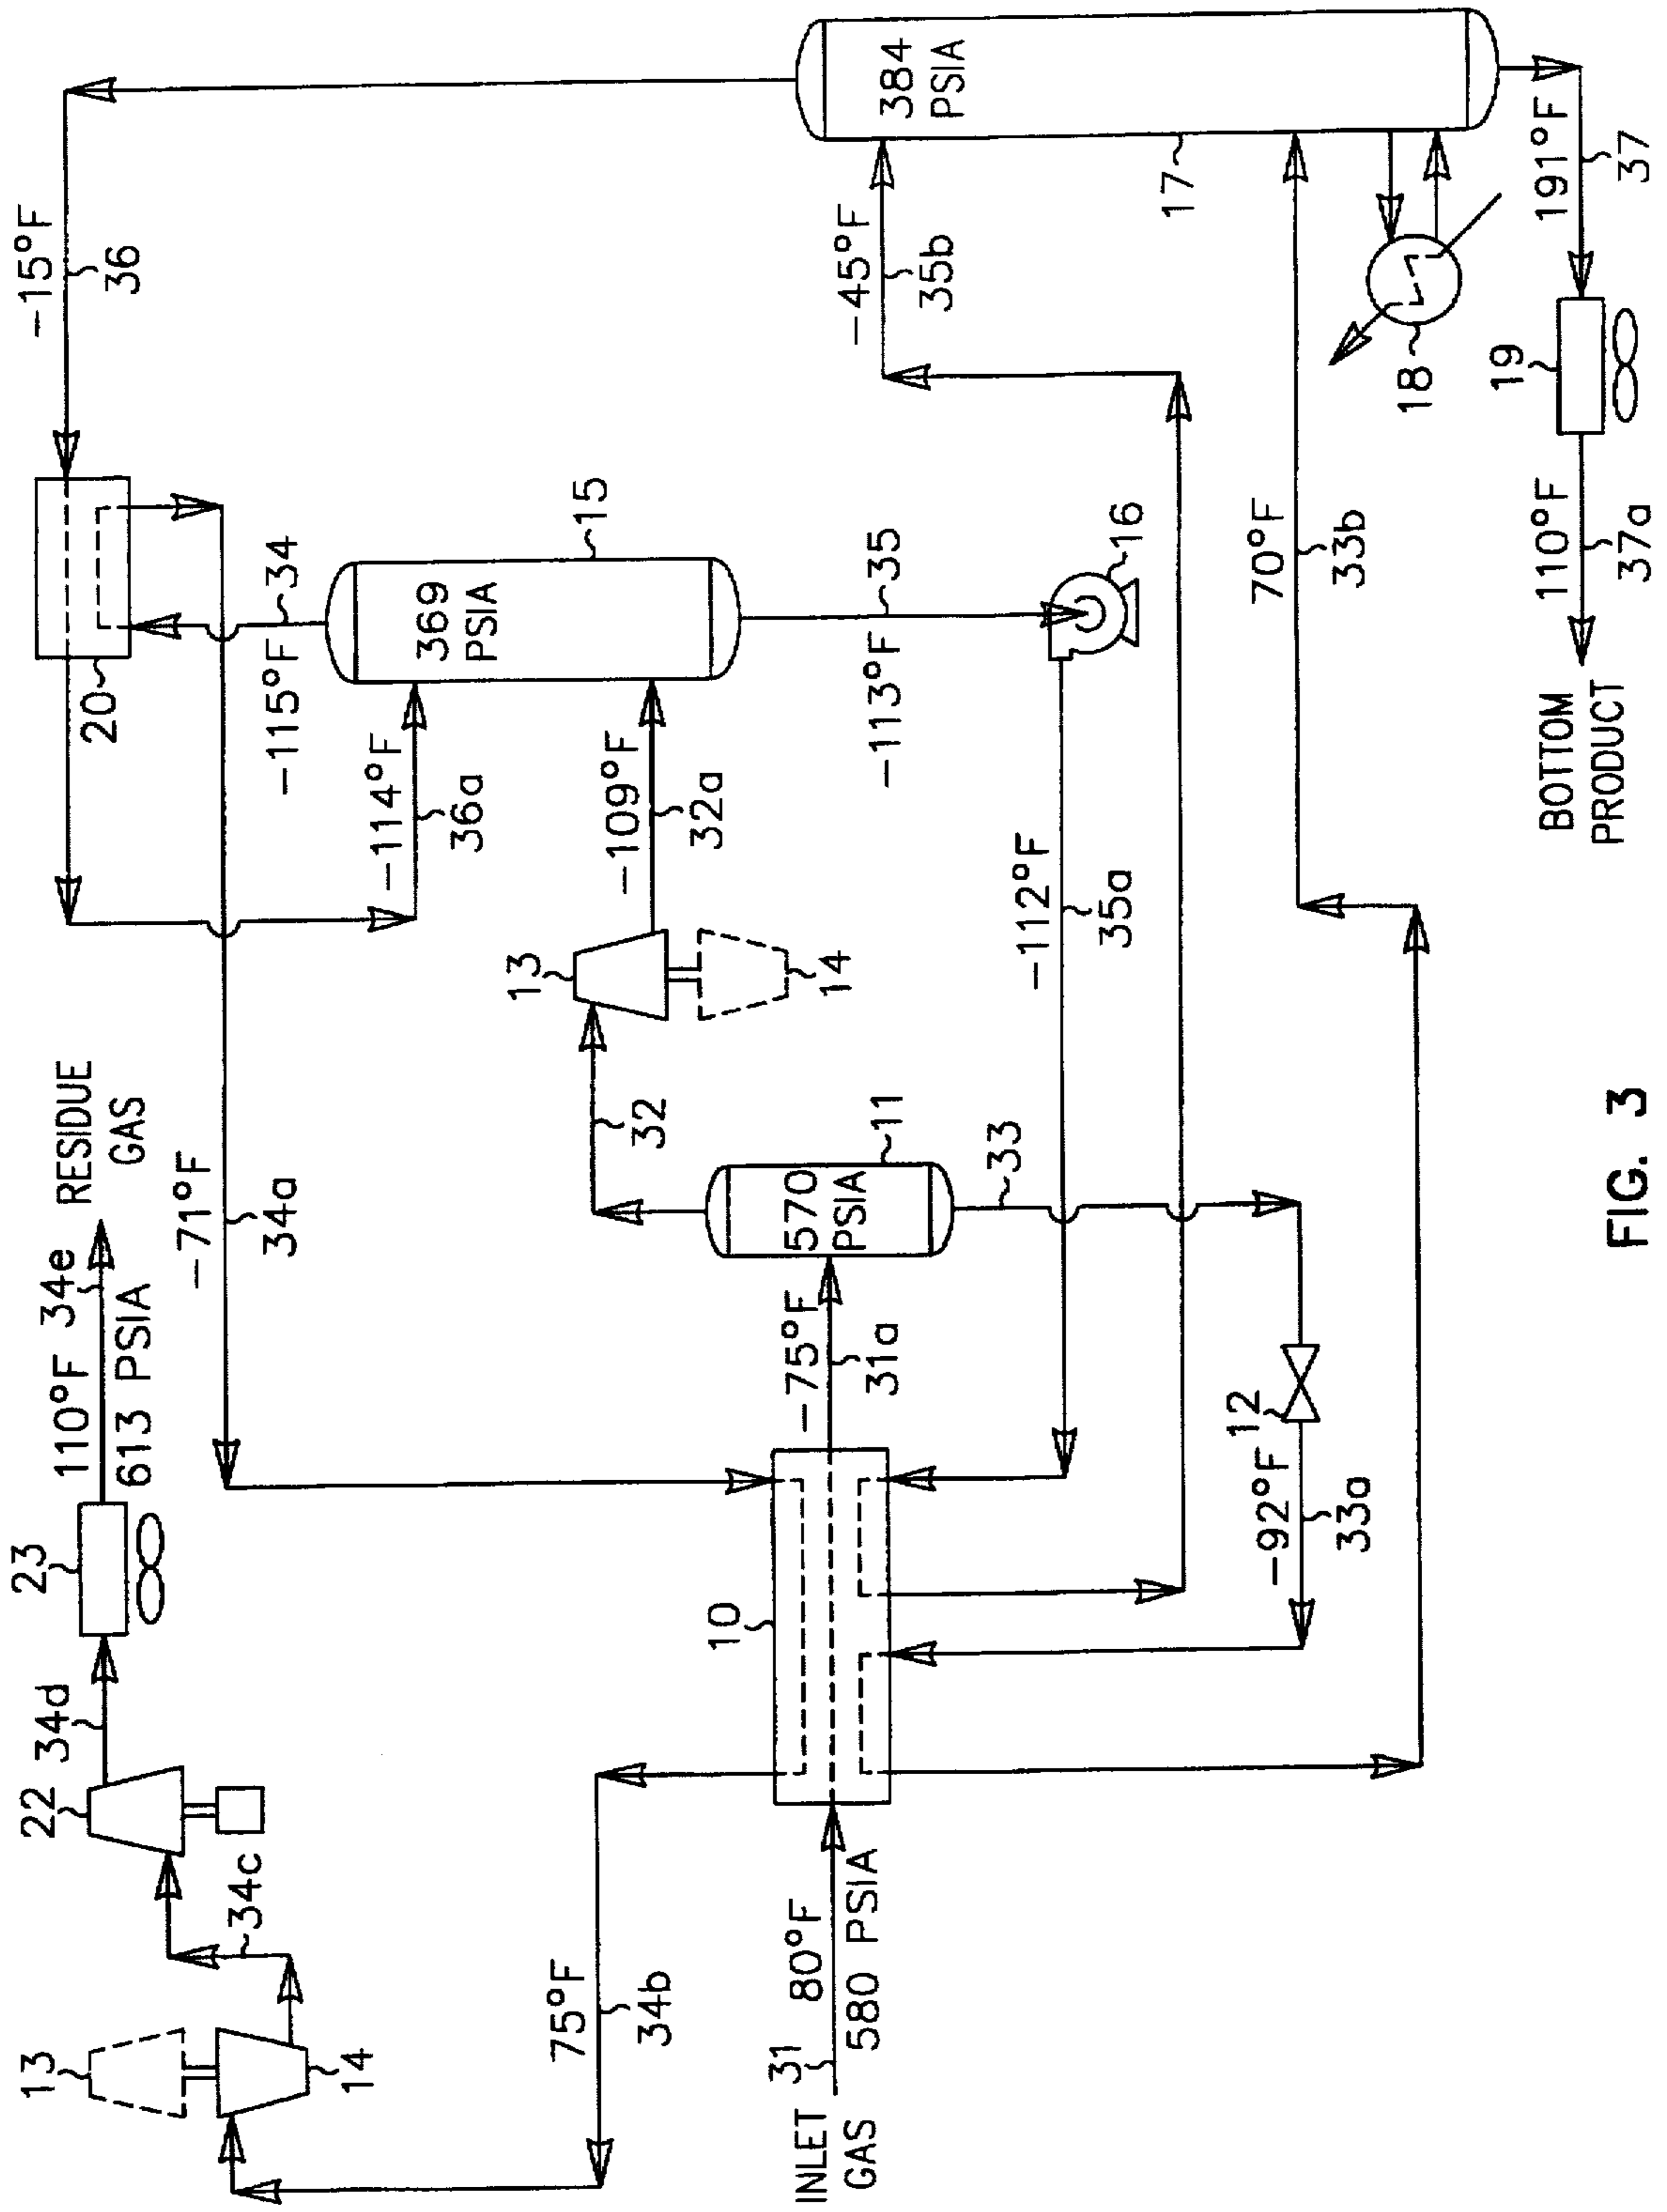 13
14
34c
22
34d
23
110°F 34e
613 PSIA
RESIDUE
GAS
75°F
34b
INLET 31 80°F
GAS 580 PSIA
10
-75°F
31a
570
PSIA
11
32
33
12
-92°F
33a
-71°F
34a
13
14
-109°F
32a
-114°F
36a
20
-115°F
34
369
PSIA
15
-113°F
35
16
-112°F
35a
-15°F
36
-45°F
35b
384
PSIA
17
70°F
33b
18
191°F
37
19
110°F
37a
BOTTOM
PRODUCT
FIG. 3